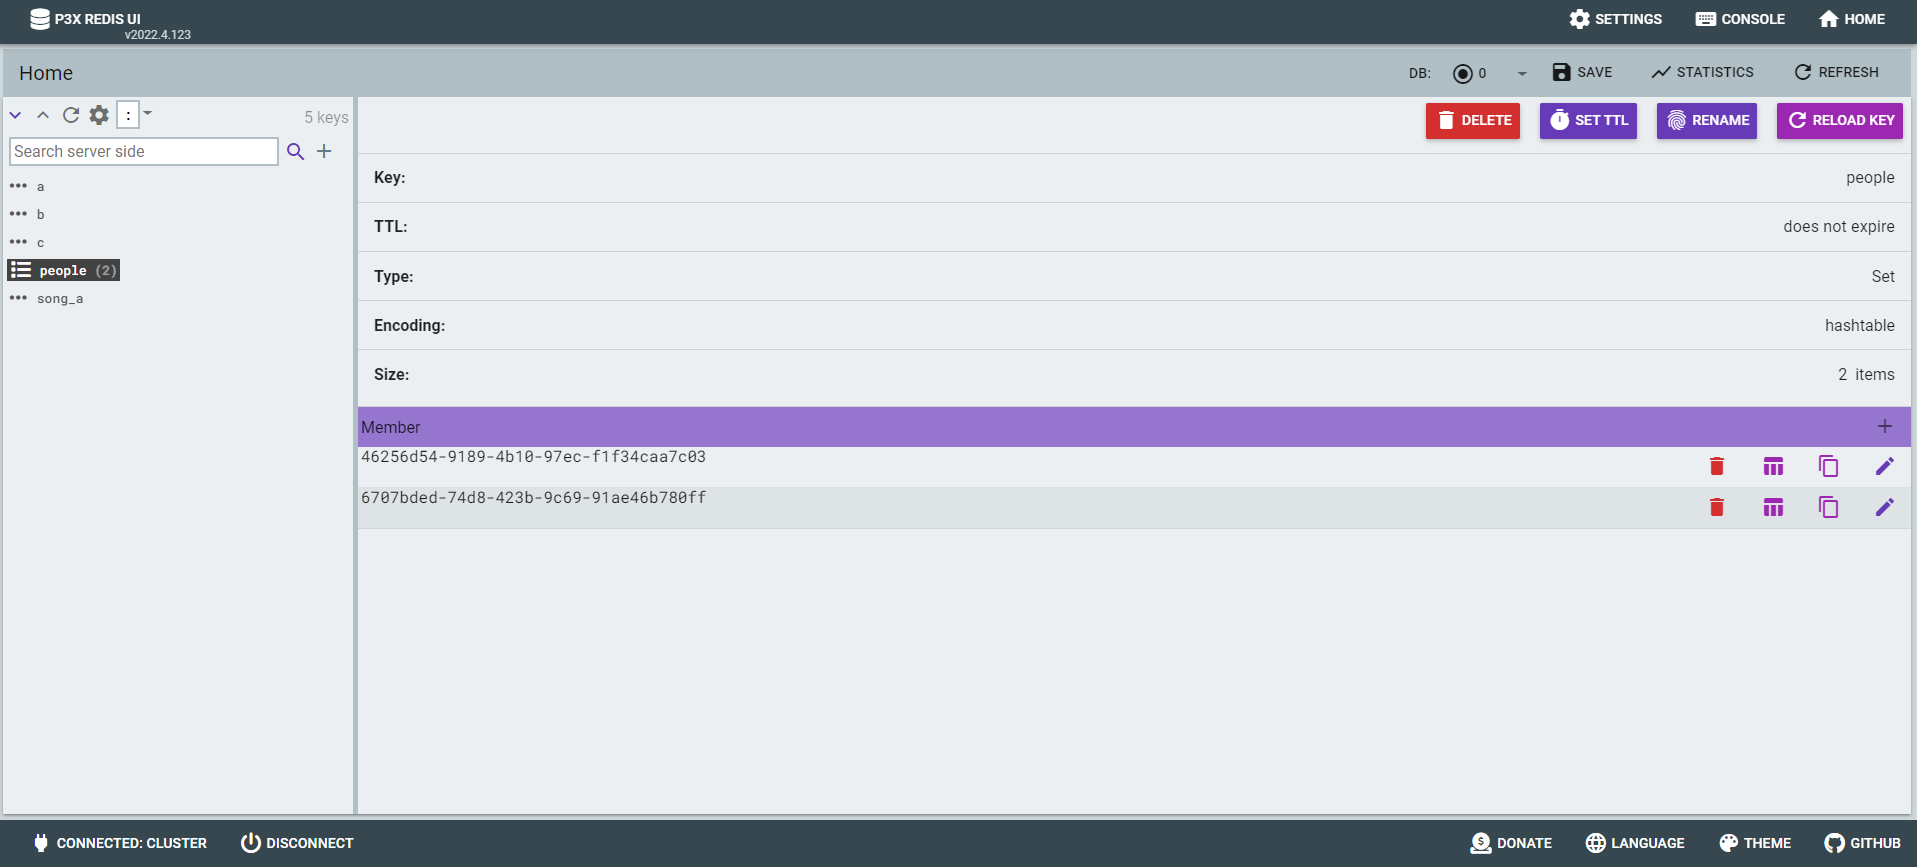 P3X REDIS UI
v2022.4.123
SETTINGS
CONSOLE
HOME
Home
DB:
0
SAVE
STATISTICS
REFRESH
:
5 keys
Search server side
a
b
c
people (2)
song_a
DELETE
SET TTL
RENAME
RELOAD KEY
Key: people
TTL: does not expire
Type: Set
Encoding: hashtable
Size: 2 items
Member
46256d54-9189-4b10-97ec-f1f34caa7c03
6707bded-74d8-423b-9c69-91ae46b780ff
CONNECTED: CLUSTER
DISCONNECT
DONATE
LANGUAGE
THEME
GITHUB